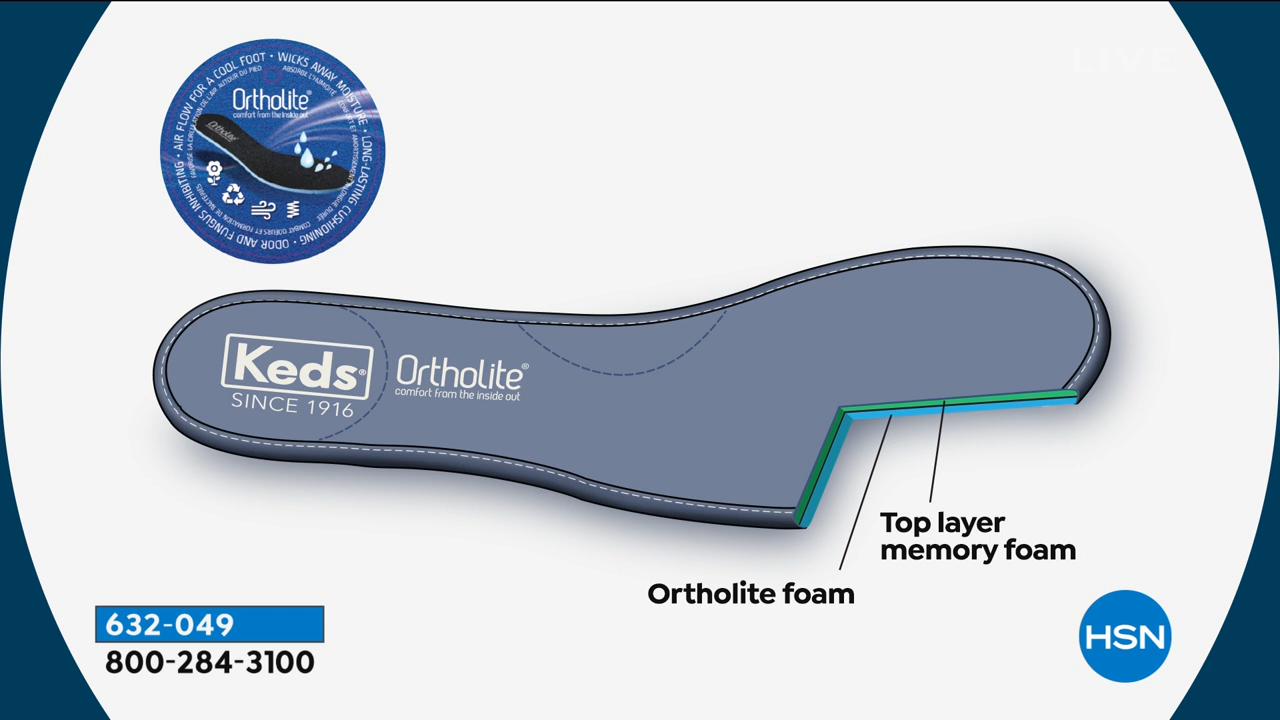 LIVE
AIR FLOW FOR A COOL FOOT • WICKS AWAY MOISTURE • LONG-LASTING CUSHIONING • ODOR AND FUNGUS INHIBITING •
Ortholite®
comfort from the inside out
Ortholite
Keds®
SINCE 1916
Ortholite®
comfort from the inside out
Top layer
memory foam
Ortholite foam
632-049
800-284-3100
HSN